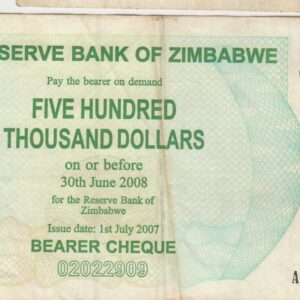 SERVE BANK OF ZIMBABWE
Pay the bearer on demand
FIVE HUNDRED
THOUSAND DOLLARS
on or before
30th June 2008
for the Reserve Bank of
Zimbabwe
Issue date: 1st July 2007
BEARER CHEQUE
02022909
A